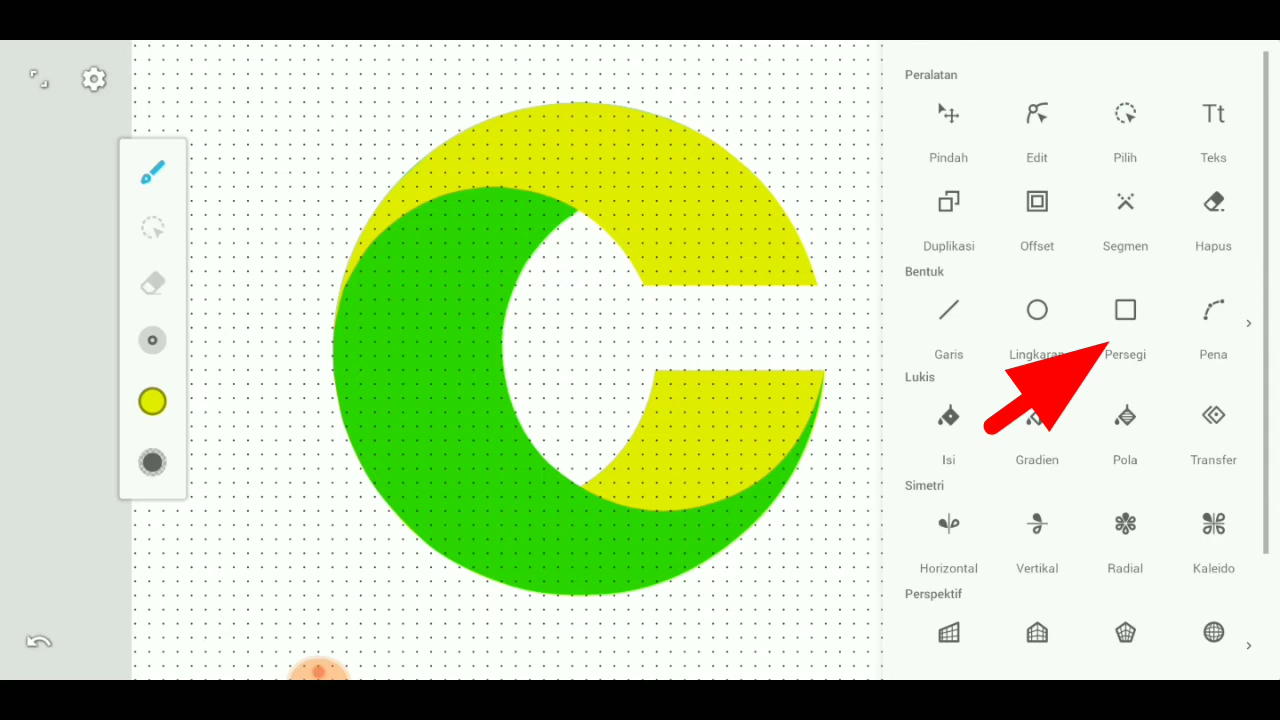 Peralatan
Pindah Edit Pilih Teks
Duplikasi Offset Segmen Hapus
Bentuk
Garis Lingkaran Persegi Pena
Lukis
Isi Gradien Pola Transfer
Simetri
Horizontal Vertikal Radial Kaleido
Perspektif